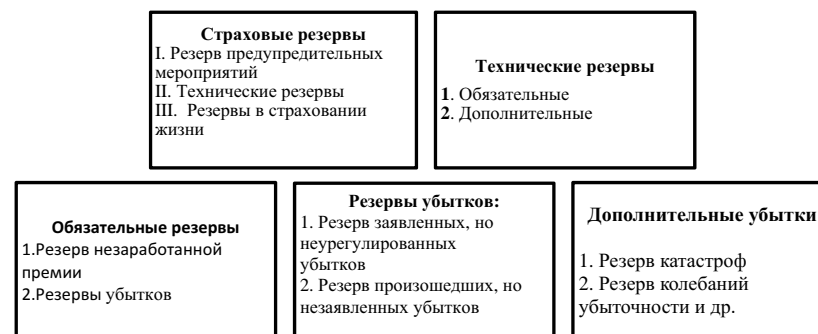 Страховые резервы
I. Резерв предупредительных
мероприятий
II. Технические резервы
III. Резервы в страховании
жизни
Технические резервы
1. Обязательные
2. Дополнительные
Обязательные резервы
1.Резерв незаработанной
премии
2.Резервы убытков
Резервы убытков:
1. Резерв заявленных, но
неурегулированных
убытков
2. Резерв произошедших, но
незаявленных убытков
Дополнительные убытки
1. Резерв катастроф
2. Резерв колебаний
убыточности и др.